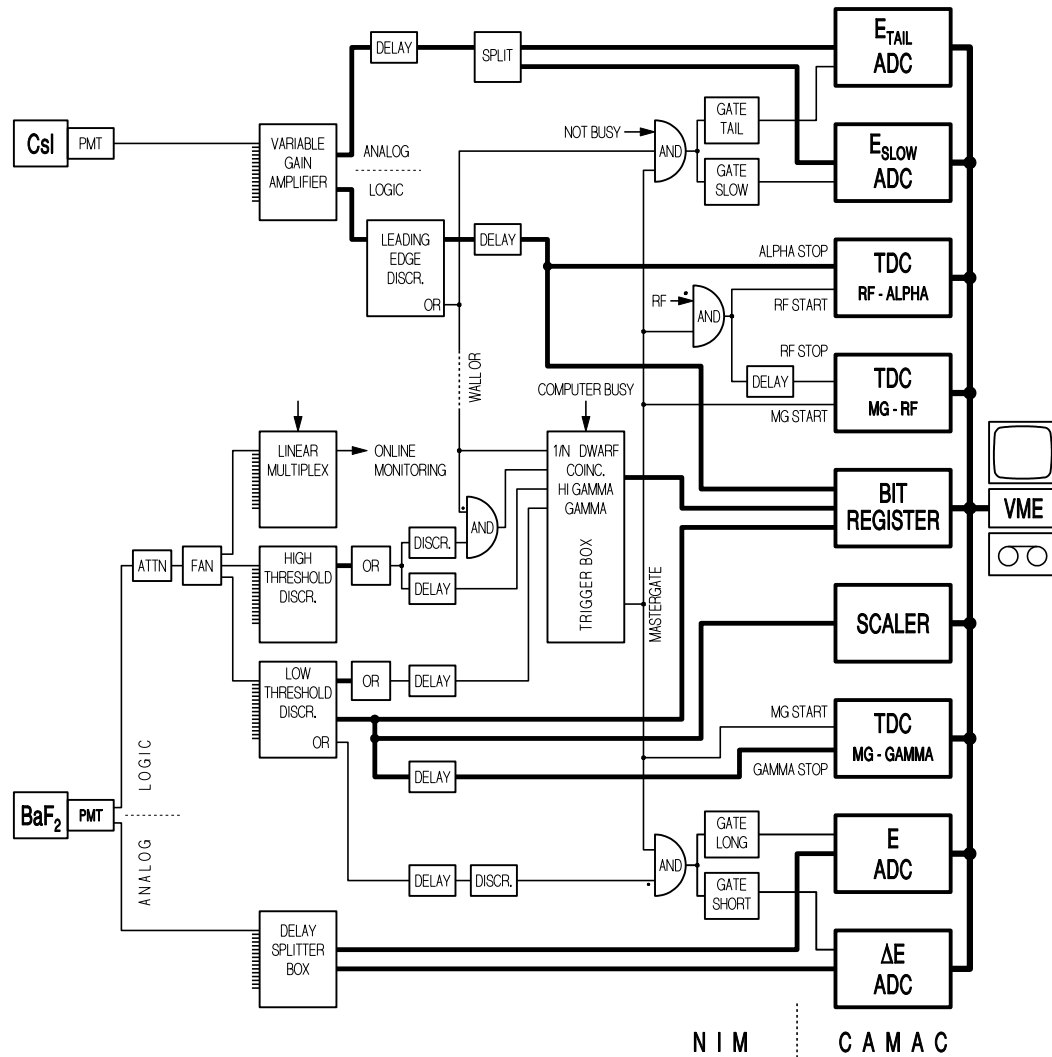 DELAY
SPLIT
E_TAIL
ADC
CsI
PMT
VARIABLE
GAIN
AMPLIFIER
ANALOG
LOGIC
NOT BUSY
AND
GATE
TAIL
GATE
SLOW
E_SLOW
ADC
LEADING
EDGE
DISCR.
OR
DELAY
ALPHA STOP
TDC
RF - ALPHA
RF
AND
RF START
RF STOP
DELAY
MG START
TDC
MG - RF
WALL OR
COMPUTER BUSY
LINEAR
MULTIPLEX
ONLINE
MONITORING
1/N DWARF
COINC.
HI GAMMA
GAMMA
TRIGGER BOX
AND
DISCR.
DELAY
BIT
REGISTER
VME
ATTN
FAN
HIGH
THRESHOLD
DISCR.
OR
MASTERGATE
SCALER
LOW
THRESHOLD
DISCR.
OR
OR
DELAY
DELAY
MG START
GAMMA STOP
TDC
MG - GAMMA
LOGIC
BaF₂
PMT
ANALOG
DELAY
DISCR.
AND
GATE
LONG
GATE
SHORT
E
ADC
DELAY
SPLITTER
BOX
ΔE
ADC
NIM
CAMAC